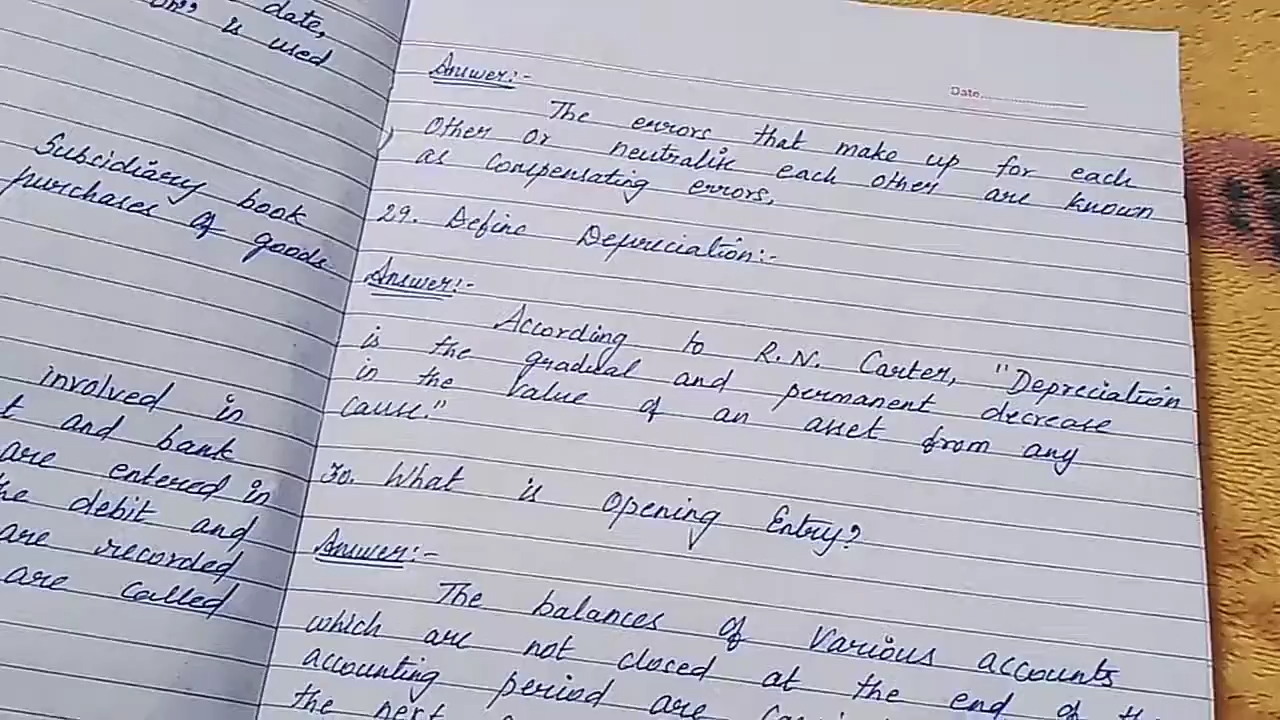 date,
is used
Subsidiary book
purchases of goods
involved in
t and bank
are entered in
he debit and
are recorded
are called
Date
Answer:-
The errors that make up for each
Other or neutralis each other are known
as compensating errors.
29. Define Depreciation:-
Answer:-
According to R.N. Carter, "Depreciation
is the gradual and permanent decrease
in the value of an asset from any
cause."
30. What is Opening Entry?
Answer:-
The balances of various accounts
which are not closed at the end of the
accounting period are
the next